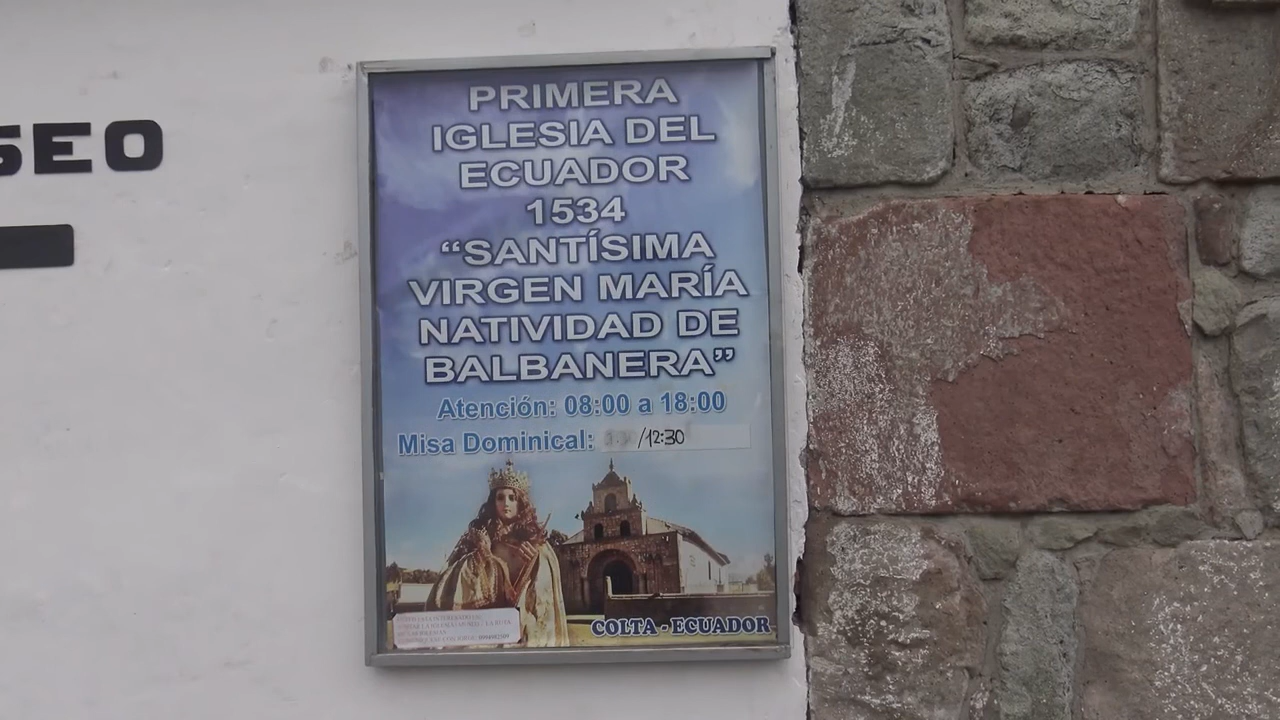 SEO
PRIMERA
IGLESIA DEL
ECUADOR
1534
“SANTÍSIMA
VIRGEN MARÍA
NATIVIDAD DE
BALBANERA”
Atención: 08:00 a 18:00
Misa Dominical: /12:30
COLTA - ECUADOR